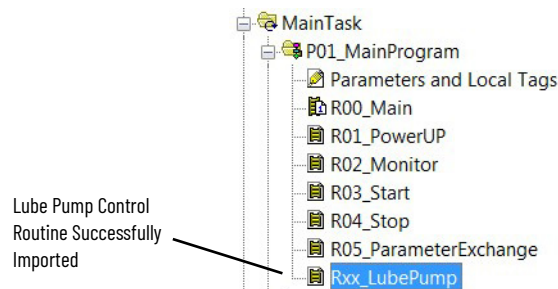 MainTask
P01_MainProgram
Parameters and Local Tags
R00_Main
R01_PowerUP
R02_Monitor
R03_Start
R04_Stop
R05_ParameterExchange
Rxx_LubePump
Lube Pump Control
Routine Successfully
Imported